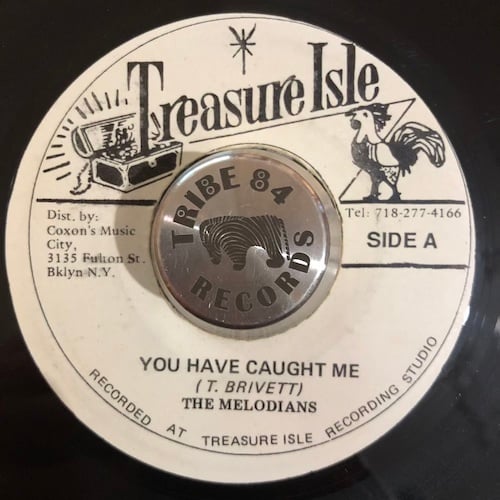 Treasure Isle
TRIBE 84
RECORDS
Dist. by:
Coxon's Music
City,
3135 Fulton St.
Bklyn N.Y.
Tel: 718-277-4166
SIDE A
YOU HAVE CAUGHT ME
(T. BRIVETT)
THE MELODIANS
RECORDED AT TREASURE ISLE RECORDING STUDIO